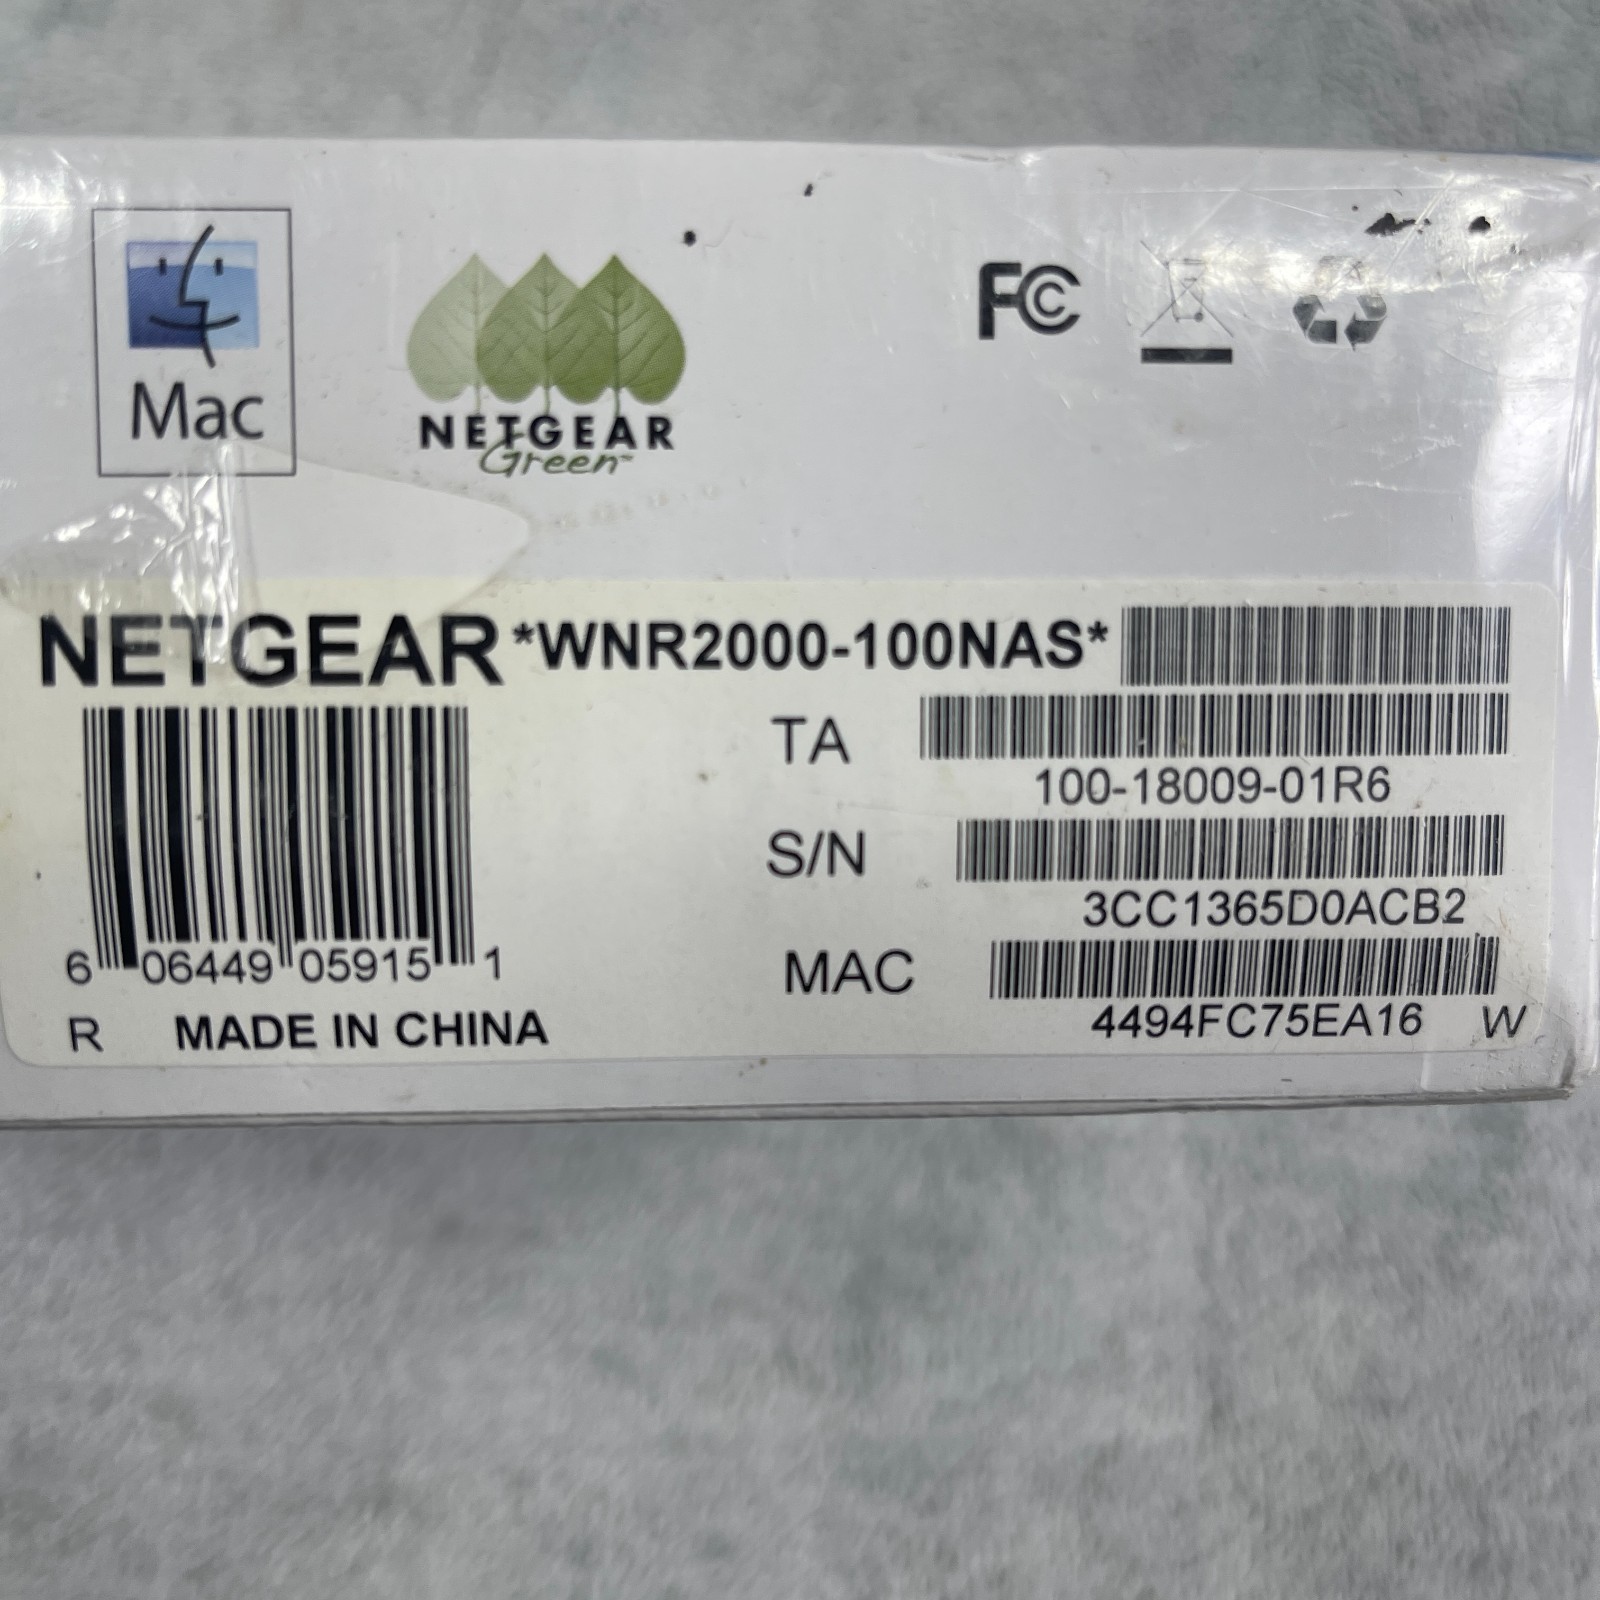 Mac
NETGEAR
Green™
FC
NETGEAR *WNR2000-100NAS*
TA
100-18009-01R6
S/N
3CC1365D0ACB2
MAC
4494FC75EA16 W
6 06449 05915 1
R MADE IN CHINA